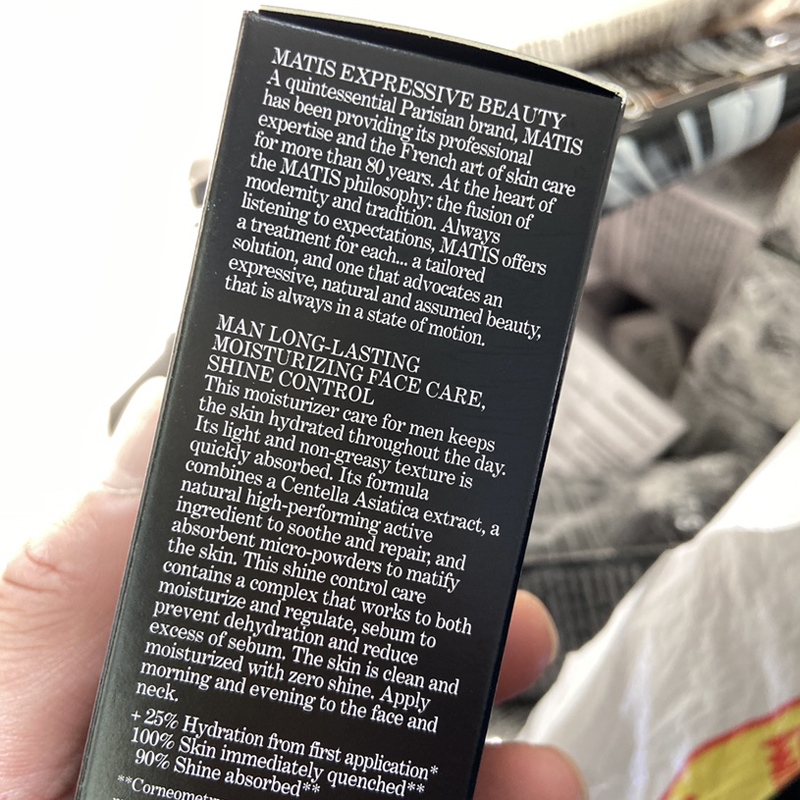 MATIS EXPRESSIVE BEAUTY
A quintessential Parisian brand, MATIS
has been providing its professional
expertise and the French art of skin care
for more than 80 years. At the heart of
the MATIS philosophy: the fusion of
modernity and tradition. Always
listening to expectations, MATIS offers
a treatment for each... a tailored
solution, and one that advocates an
expressive, natural and assumed beauty,
that is always in a state of motion.
MAN LONG-LASTING
MOISTURIZING FACE CARE,
SHINE CONTROL
This moisturizer care for men keeps
the skin hydrated throughout the day.
Its light and non-greasy texture is
quickly absorbed. Its formula
combines a Centella Asiatica extract, a
natural high-performing active
ingredient to soothe and repair, and
absorbent micro-powders to matify
the skin. This shine control care
contains a complex that works to both
moisturize and regulate, sebum to
prevent dehydration and reduce
excess of sebum. The skin is clean and
moisturized with zero shine. Apply
morning and evening to the face and
neck.
+ 25% Hydration from first application*
100% Skin immediately quenched**
90% Shine absorbed**